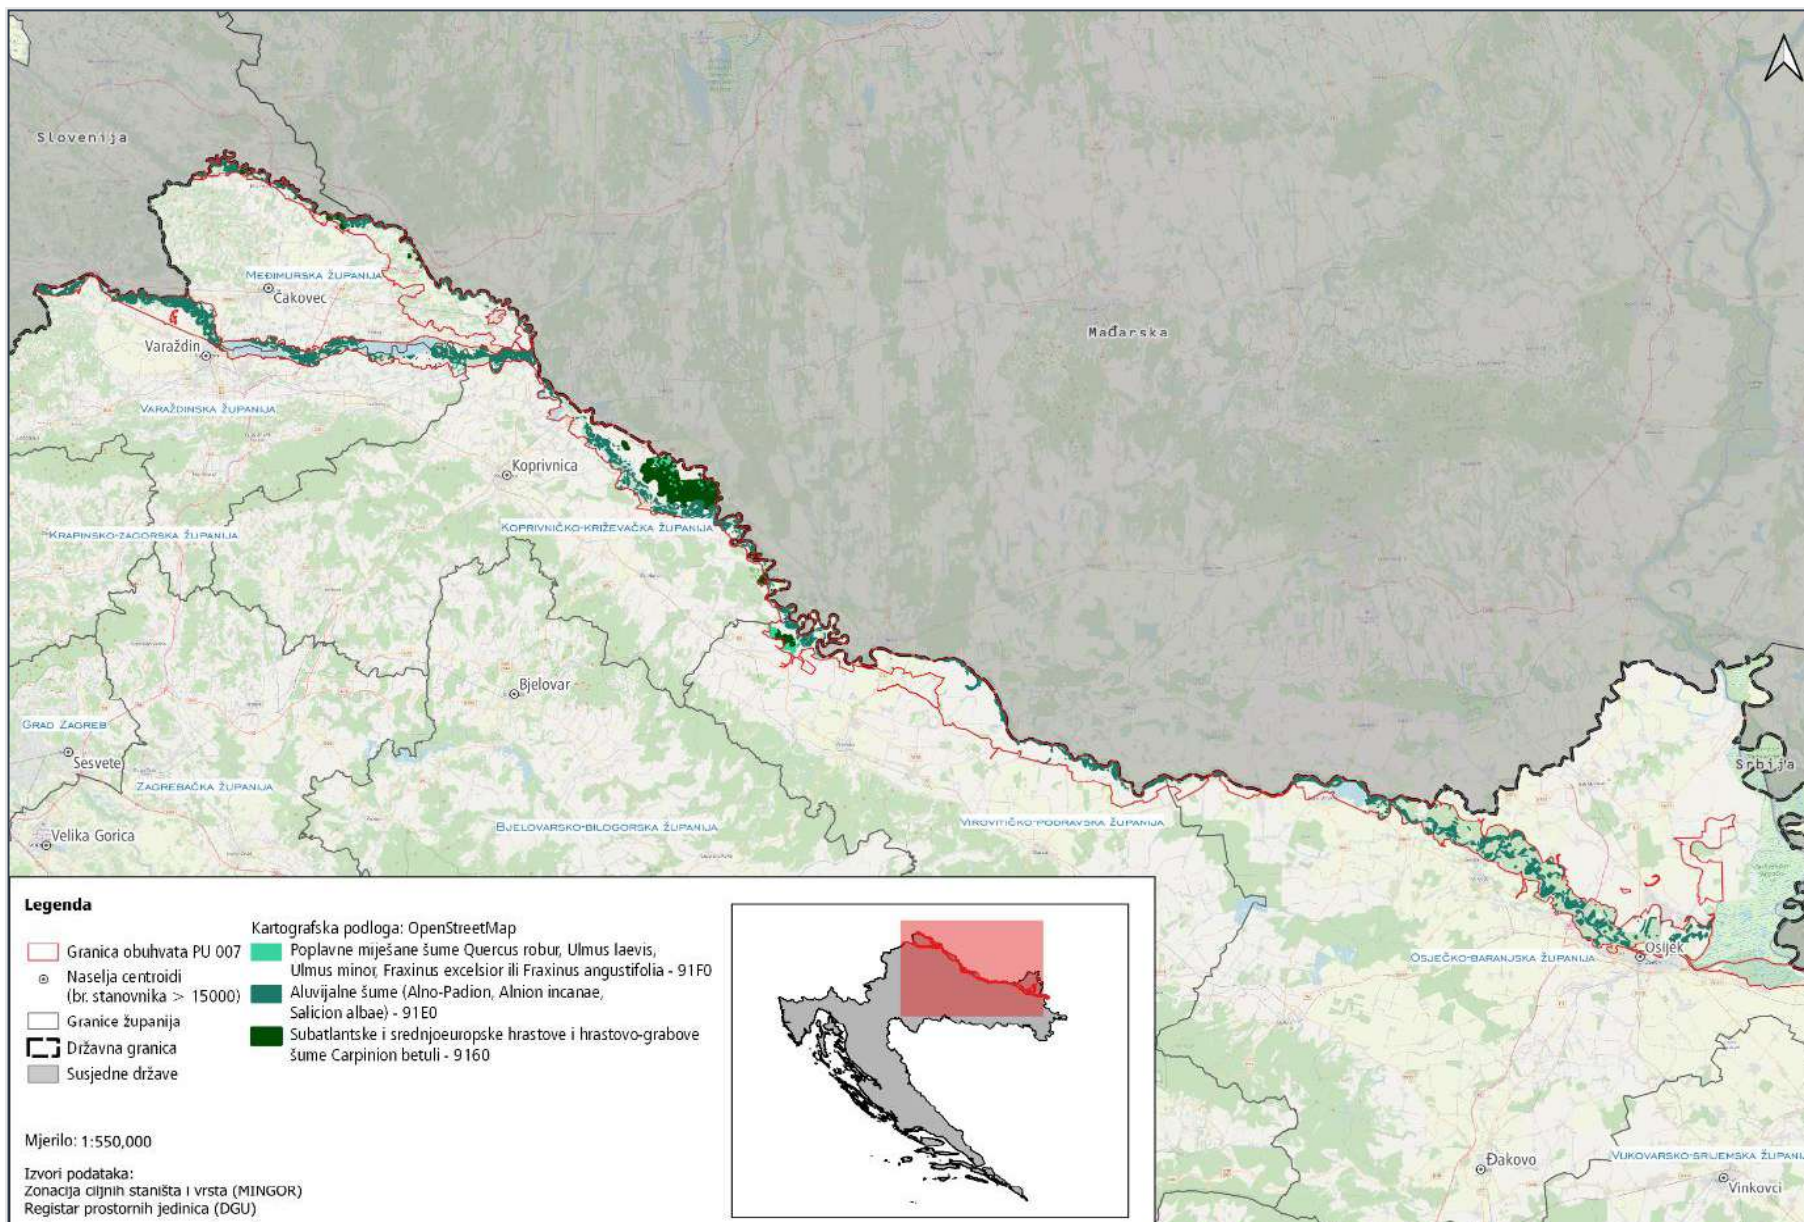 Slovenija
MEĐIMURSKA ŽUPANIJA
Čakovec
Mađarska
Varaždin
VARAŽDINSKA ŽUPANIJA
Koprivnica
KOPRIVNIČKO-KRIŽEVAČKA ŽUPANIJA
KRAPINSKO-ZAGORSKA ŽUPANIJA
Bjelovar
GRAD ZAGREB
Sesvete
Srbija
ZAGREBAČKA ŽUPANIJA
BJELOVARSKO-BILOGORSKA ŽUPANIJA
VIROVITIČKO-PODRAVSKA ŽUPANIJA
Velika Gorica
Osijek
OSJEČKO-BARANJSKA ŽUPANIJA
Đakovo
VUKOVARSKO-SRIJEMSKA
Vinkovci
Legenda
Granica obuhvata PU 007
Naselja centroidi
(br. stanovnika > 15000)
Granice županija
Državna granica
Susjedne države
Kartografska podloga: OpenStreetMap
Poplavne miješane šume Quercus robur, Ulmus laevis,
Ulmus minor, Fraxinus excelsior ili Fraxinus angustifolia - 91F0
Aluvijalne šume (Alno-Padion, Alnion incanae,
Salicion albae) - 91E0
Subatlantske i srednjoeuropske hrastove i hrastovo-grabove
šume Carpinion betuli - 9160
Mjerilo: 1:550,000
Izvori podataka:
Zonacija ciljnih staništa i vrsta (MINGOR)
Registar prostornih jedinica (DGU)